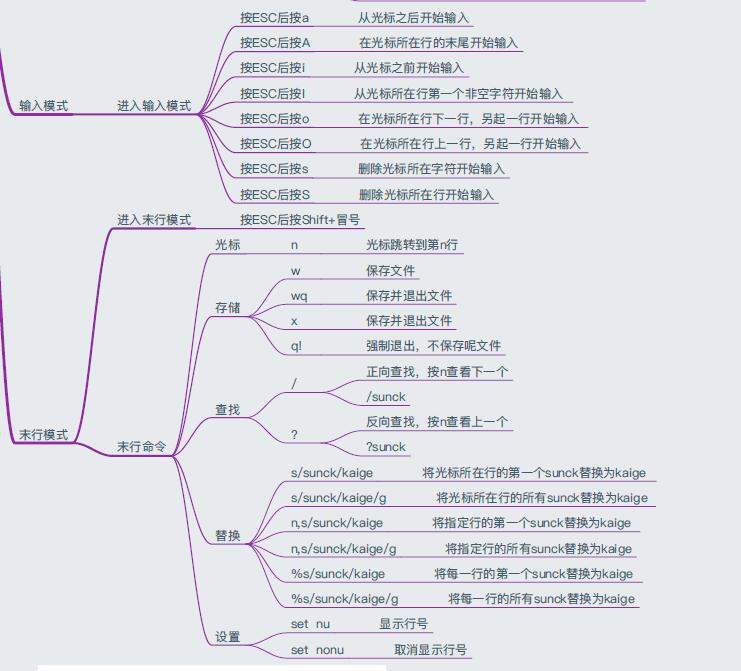 输入模式
进入输入模式
按ESC后按a 从光标之后开始输入
按ESC后按A 在光标所在行的末尾开始输入
按ESC后按i 从光标之前开始输入
按ESC后按I 从光标所在行第一个非空字符开始输入
按ESC后按o 在光标所在行下一行，另起一行开始输入
按ESC后按O 在光标所在行上一行，另起一行开始输入
按ESC后按s 删除光标所在字符开始输入
按ESC后按S 删除光标所在行开始输入
末行模式
进入末行模式 按ESC后按Shift+冒号
末行命令
光标 n 光标跳转到第n行
存储
w 保存文件
wq 保存并退出文件
x 保存并退出文件
q! 强制退出，不保存呢文件
查找
/
正向查找，按n查看下一个
/sunck
?
反向查找，按n查看上一个
?sunck
替换
s/sunck/kaige 将光标所在行的第一个sunck替换为kaige
s/sunck/kaige/g 将光标所在行的所有sunck替换为kaige
n,s/sunck/kaige 将指定行的第一个sunck替换为kaige
n,s/sunck/kaige/g 将指定行的所有sunck替换为kaige
%s/sunck/kaige 将每一行的第一个sunck替换为kaige
%s/sunck/kaige/g 将每一行的所有sunck替换为kaige
设置
set nu 显示行号
set nonu 取消显示行号